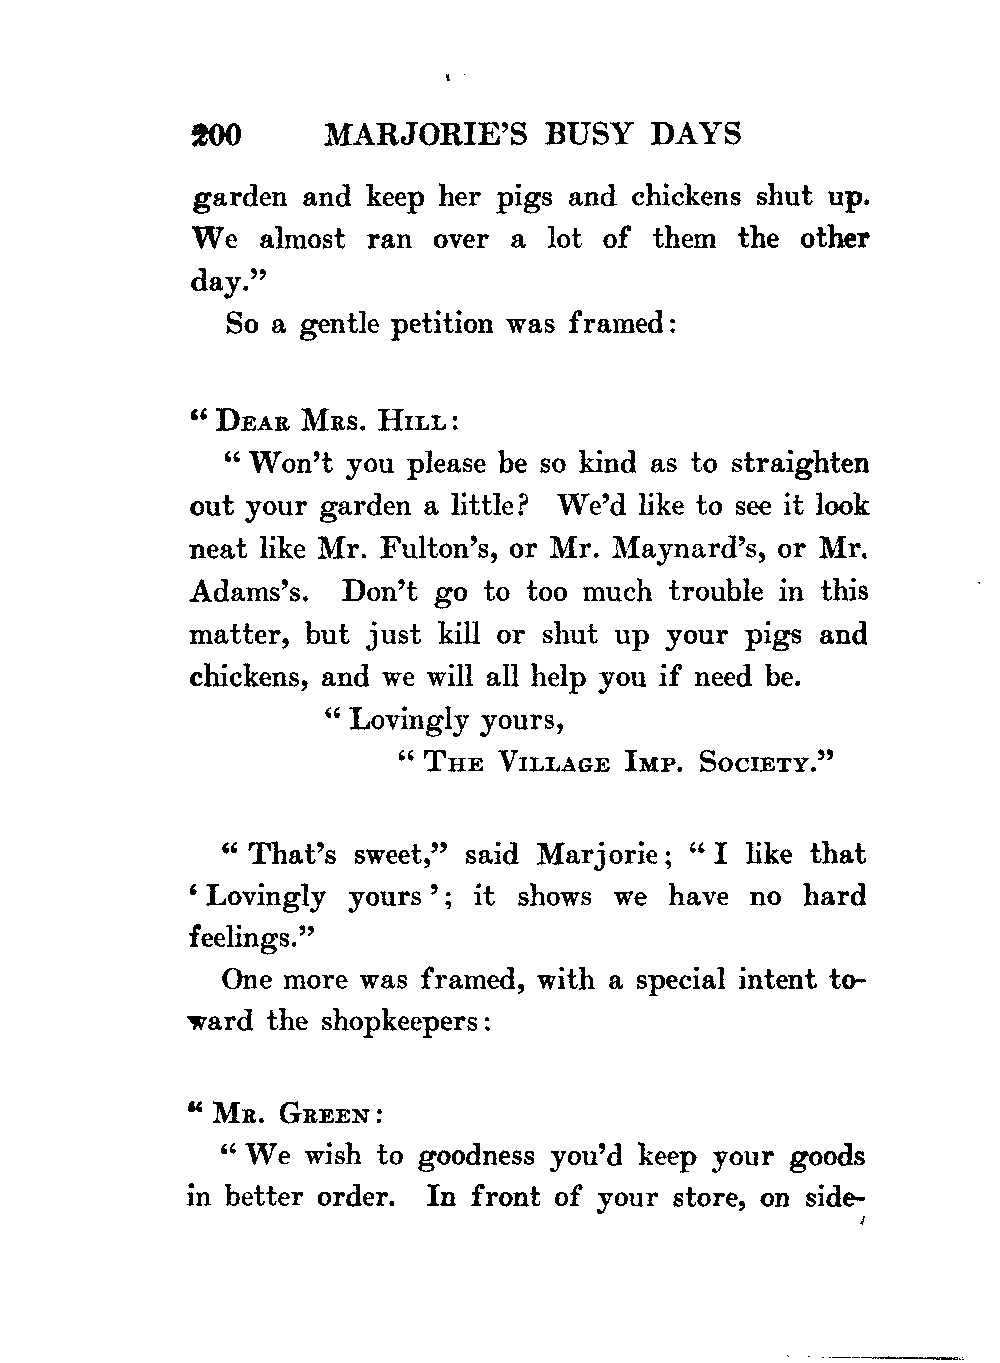 200 MARJORIE'S BUSY DAYS
garden and keep her pigs and chickens shut up.
We almost ran over a lot of them the other
day."
So a gentle petition was framed:
"Dear Mrs. Hill:
"Won't you please be so kind as to straighten
out your garden a little? We'd like to see it look
neat like Mr. Fulton's, or Mr. Maynard's, or Mr.
Adams's. Don't go to too much trouble in this
matter, but just kill or shut up your pigs and
chickens, and we will all help you if need be.
"Lovingly yours,
"The Village Imp. Society."
"That's sweet," said Marjorie; "I like that
'Lovingly yours'; it shows we have no hard
feelings."
One more was framed, with a special intent to-
ward the shopkeepers:
"Mr. Green:
"We wish to goodness you'd keep your goods
in better order. In front of your store, on side-